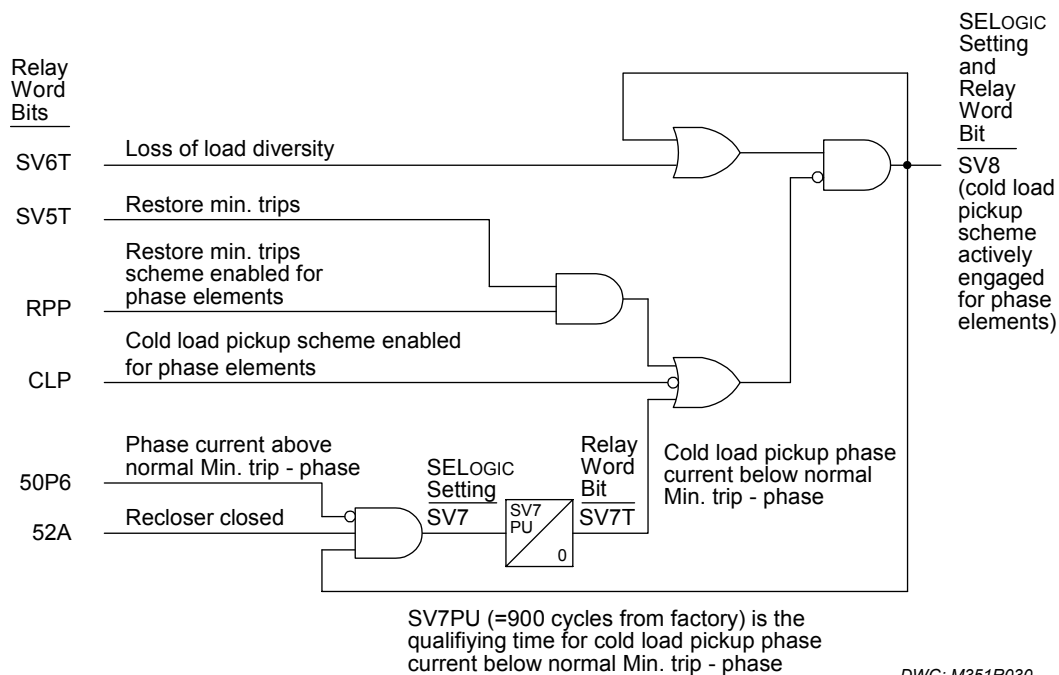 SELOGIC
Setting
and
Relay
Word
Bit
SV8
(cold load
pickup
scheme
actively
engaged
for phase
elements)
Relay
Word
Bits
SV6T
Loss of load diversity
SV5T
Restore min. trips
RPP
Restore min. trips
scheme enabled for
phase elements
CLP
Cold load pickup scheme enabled
for phase elements
50P6
Phase current above
normal Min. trip - phase
52A
Recloser closed
SELOGIC
Setting
SV7
SV7
PU
0
Relay
Word
Bit
SV7T
Cold load pickup phase
current below normal
Min. trip - phase
SV7PU (=900 cycles from factory) is the
qualifiying time for cold load pickup phase
current below normal Min. trip - phase
DWG: M351R030